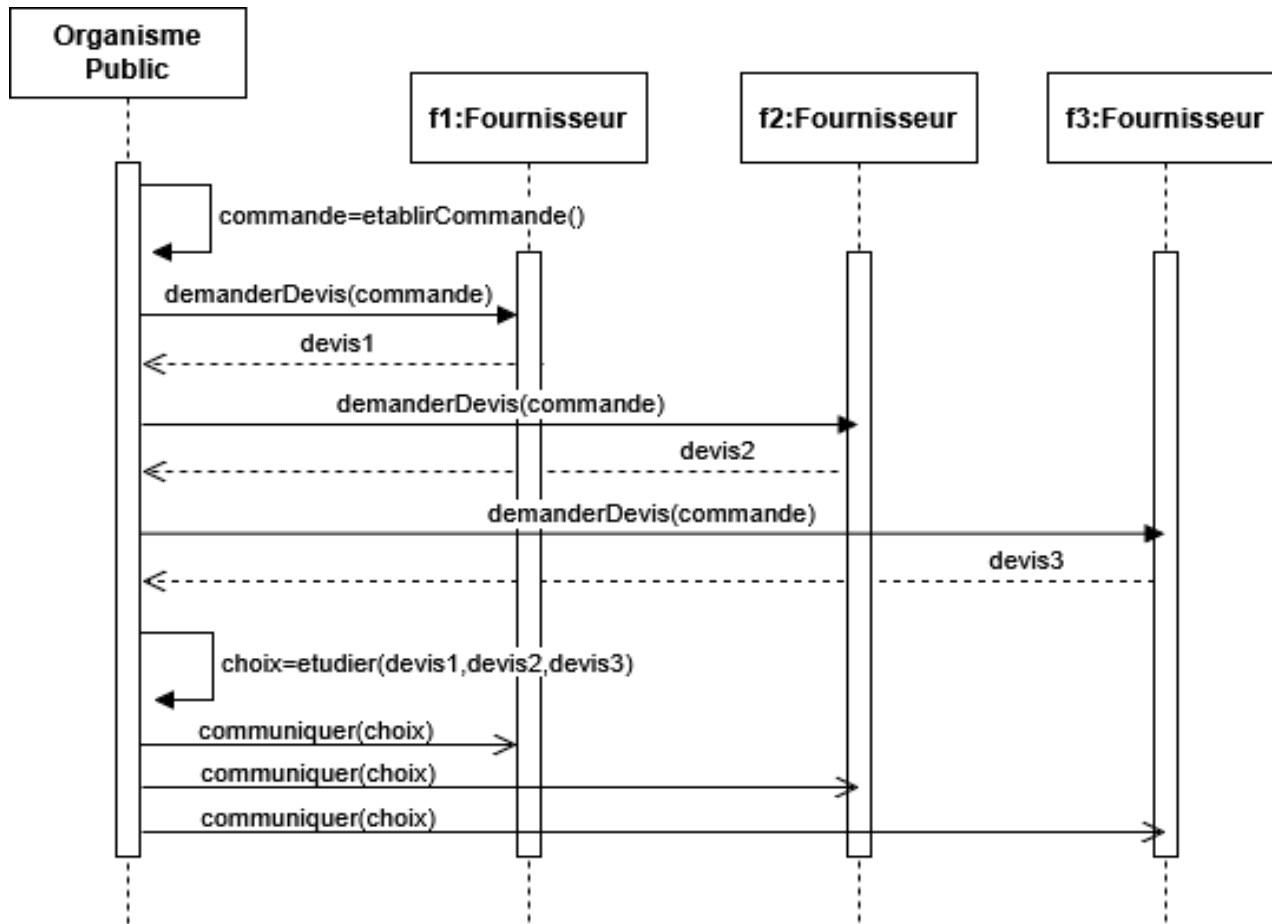 Organisme
Public
f1:Fournisseur
f2:Fournisseur
f3:Fournisseur
commande=etablirCommande()
demanderDevis(commande)
devis1
demanderDevis(commande)
devis2
demanderDevis(commande)
devis3
choix=etudier(devis1,devis2,devis3)
communiquer(choix)
communiquer(choix)
communiquer(choix)